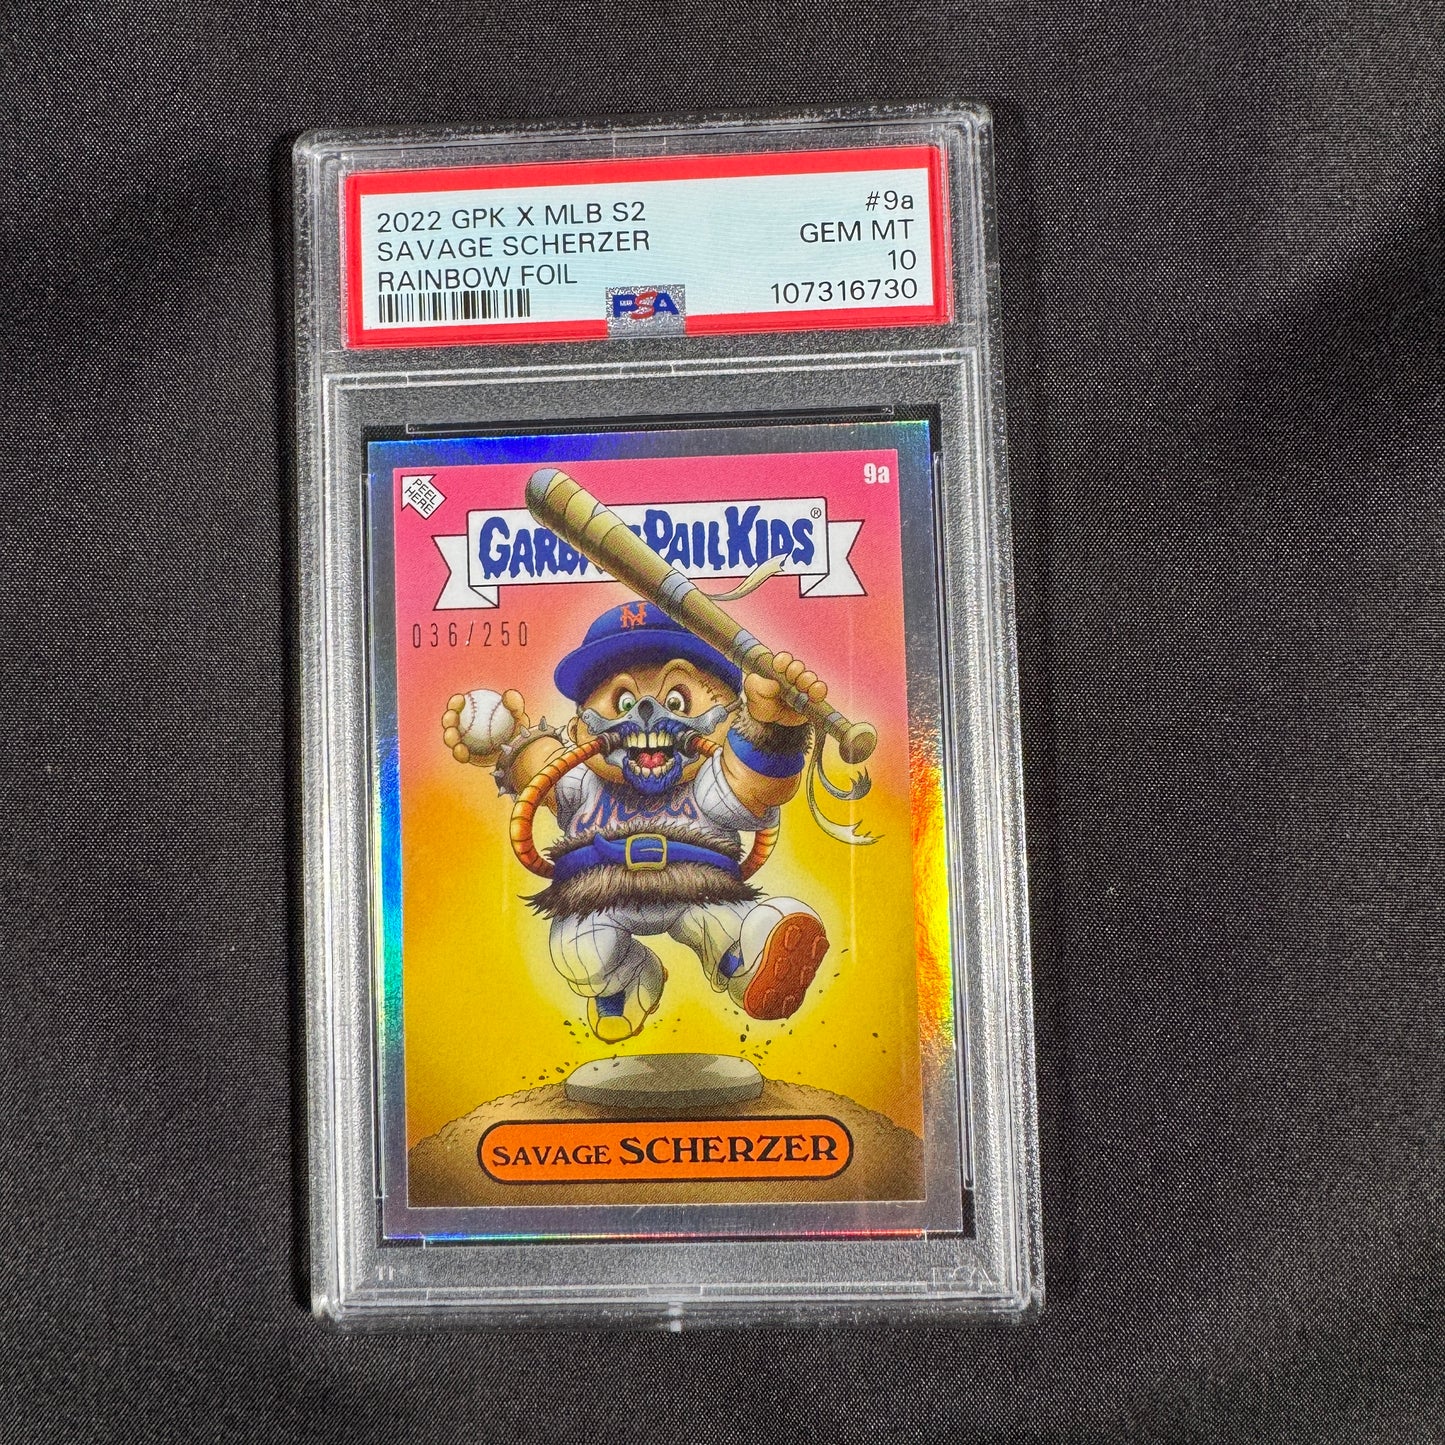 2022 GPK X MLB S2
SAVAGE SCHERZER
RAINBOW FOIL
#9a
GEM MT
10
107316730
PSA
9a
PEEL
HERE
GARBAGE PAIL KIDS®
036/250
NY
Mets
SAVAGE SCHERZER